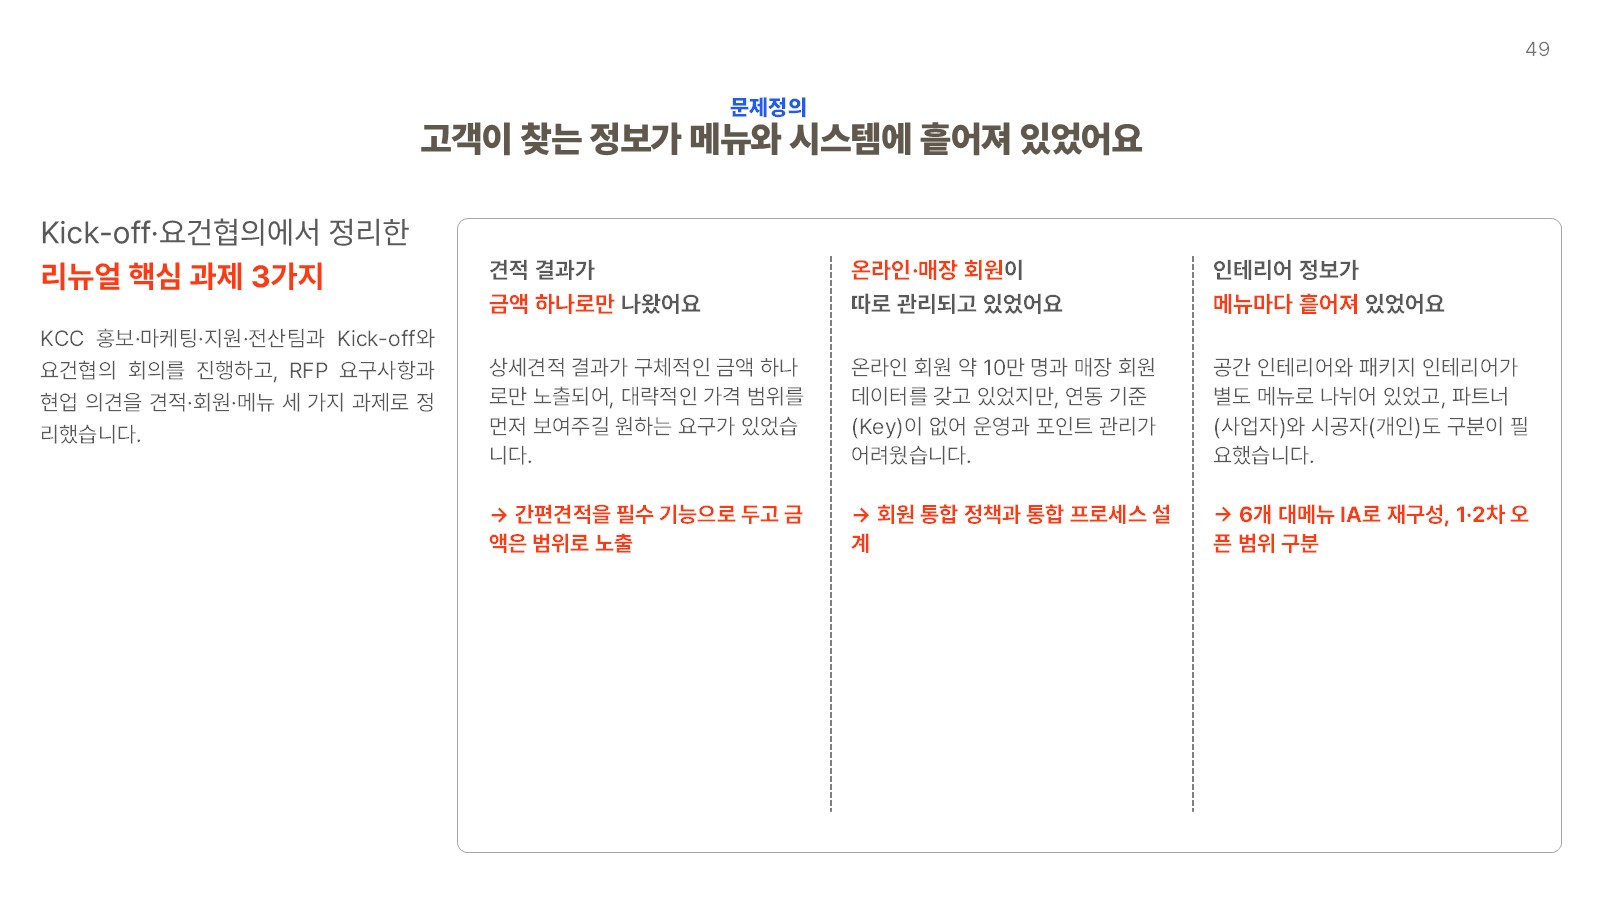 49
문제정의
고객이 찾는 정보가 메뉴와 시스템에 흩어져 있었어요
Kick-off·요건협의에서 정리한
리뉴얼 핵심 과제 3가지
KCC 홍보·마케팅·지원·전산팀과 Kick-off와
요건협의 회의를 진행하고, RFP 요구사항과
현업 의견을 견적·회원·메뉴 세 가지 과제로 정
리했습니다.
견적 결과가
금액 하나로만 나왔어요
상세견적 결과가 구체적인 금액 하나
로만 노출되어, 대략적인 가격 범위를
먼저 보여주길 원하는 요구가 있었습
니다.
→ 간편견적을 필수 기능으로 두고 금
액은 범위로 노출
온라인·매장 회원이
따로 관리되고 있었어요
온라인 회원 약 10만 명과 매장 회원
데이터를 갖고 있었지만, 연동 기준
(Key)이 없어 운영과 포인트 관리가
어려웠습니다.
→ 회원 통합 정책과 통합 프로세스 설
계
인테리어 정보가
메뉴마다 흩어져 있었어요
공간 인테리어와 패키지 인테리어가
별도 메뉴로 나뉘어 있었고, 파트너
(사업자)와 시공자(개인)도 구분이 필
요했습니다.
→ 6개 대메뉴 IA로 재구성, 1·2차 오
픈 범위 구분